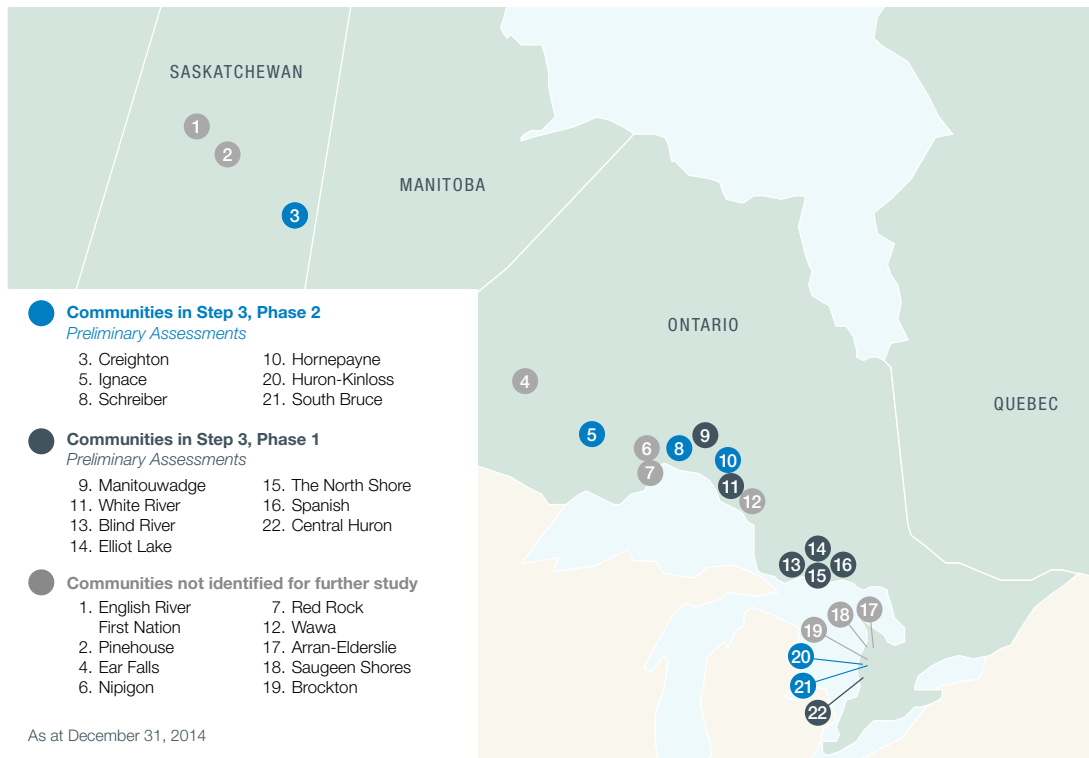 SASKATCHEWAN
1
2
MANITOBA
3
Communities in Step 3, Phase 2
Preliminary Assessments
3. Creighton
5. Ignace
8. Schreiber
10. Hornepayne
20. Huron-Kinloss
21. South Bruce
Communities in Step 3, Phase 1
Preliminary Assessments
9. Manitouwadge
11. White River
13. Blind River
14. Elliot Lake
15. The North Shore
16. Spanish
22. Central Huron
Communities not identified for further study
1. English River
First Nation
2. Pinehouse
4. Ear Falls
6. Nipigon
7. Red Rock
12. Wawa
17. Arran-Elderslie
18. Saugeen Shores
19. Brockton
As at December 31, 2014
ONTARIO
4
QUEBEC
5
6
7
8
9
10
11
12
14
13
16
15
17
18
19
20
21
22